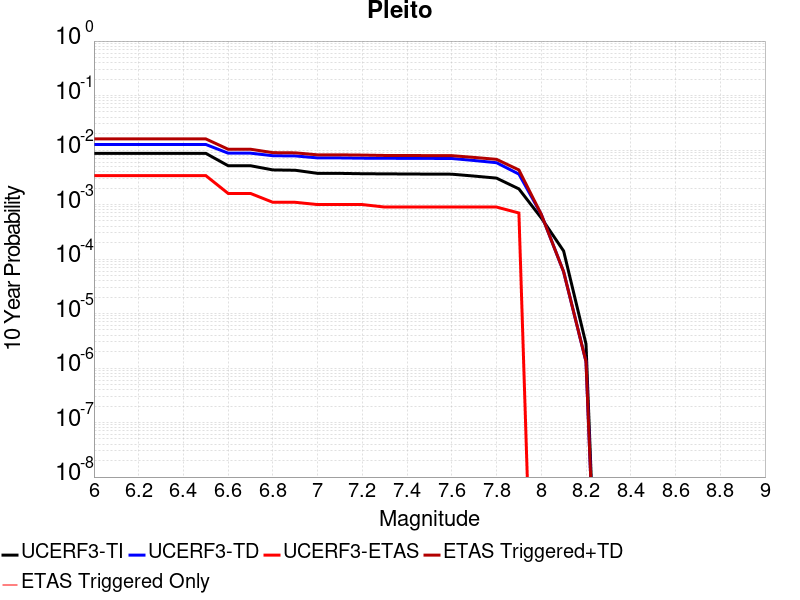 Pleito
10 Year Probability
10^0
10^-1
10^-2
10^-3
10^-4
10^-5
10^-6
10^-7
10^-8
6 6.2 6.4 6.6 6.8 7 7.2 7.4 7.6 7.8 8 8.2 8.4 8.6 8.8 9
Magnitude
UCERF3-TI UCERF3-TD UCERF3-ETAS ETAS Triggered+TD
ETAS Triggered Only